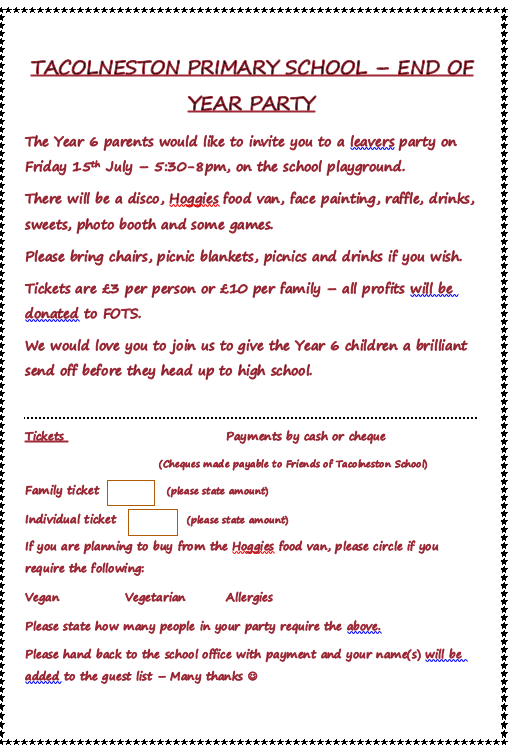 TACOLNESTON PRIMARY SCHOOL – END OF
YEAR PARTY
The Year 6 parents would like to invite you to a leavers party on
Friday 15th July – 5:30-8pm, on the school playground.
There will be a disco, Hoggies food van, face painting, raffle, drinks,
sweets, photo booth and some games.
Please bring chairs, picnic blankets, picnics and drinks if you wish.
Tickets are £3 per person or £10 per family – all profits will be
donated to FOTS.
We would love you to join us to give the Year 6 children a brilliant
send off before they head up to high school.
Tickets Payments by cash or cheque
(Cheques made payable to Friends of Tacolneston School)
Family ticket (please state amount)
Individual ticket (please state amount)
If you are planning to buy from the Hoggies food van, please circle if you
require the following:
Vegan Vegetarian Allergies
Please state how many people in your party require the above.
Please hand back to the school office with payment and your name(s) will be
added to the guest list – Many thanks ☺